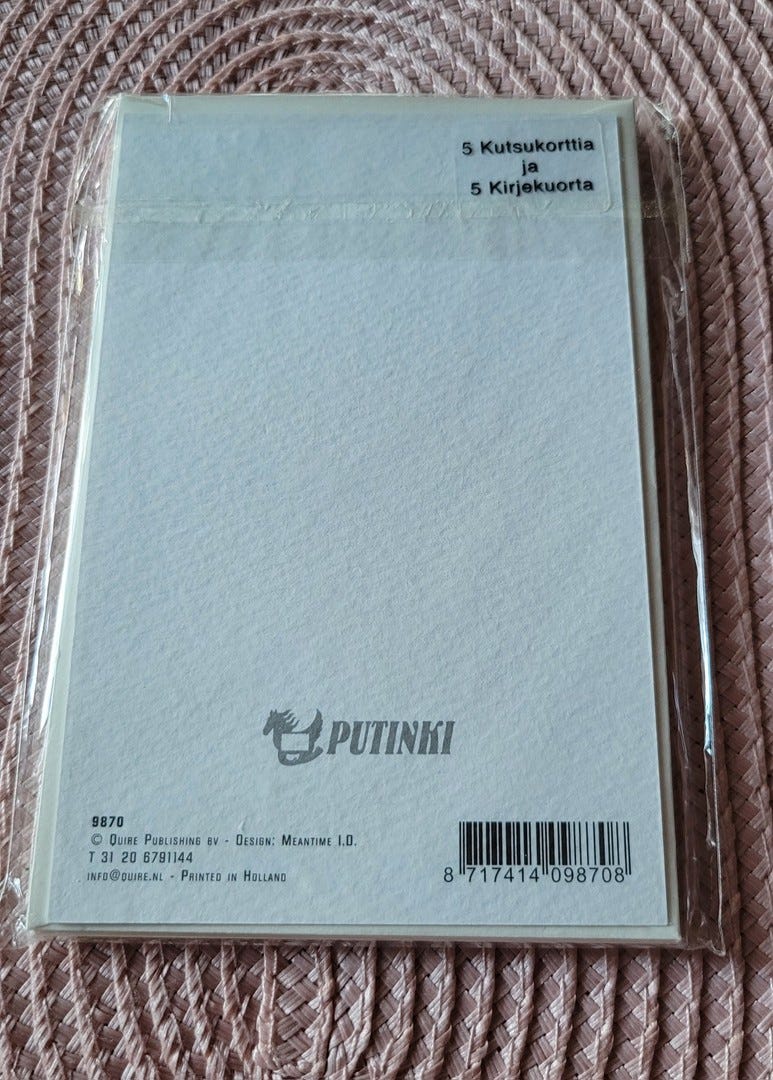 5 Kutsukorttia
ja
5 Kirjekuorta
PUTINKI
9870
© Quire Publishing bv - Design: Meantime I.D.
T 31 20 6791144
info@quire.nl - Printed in Holland
8 717414 098708